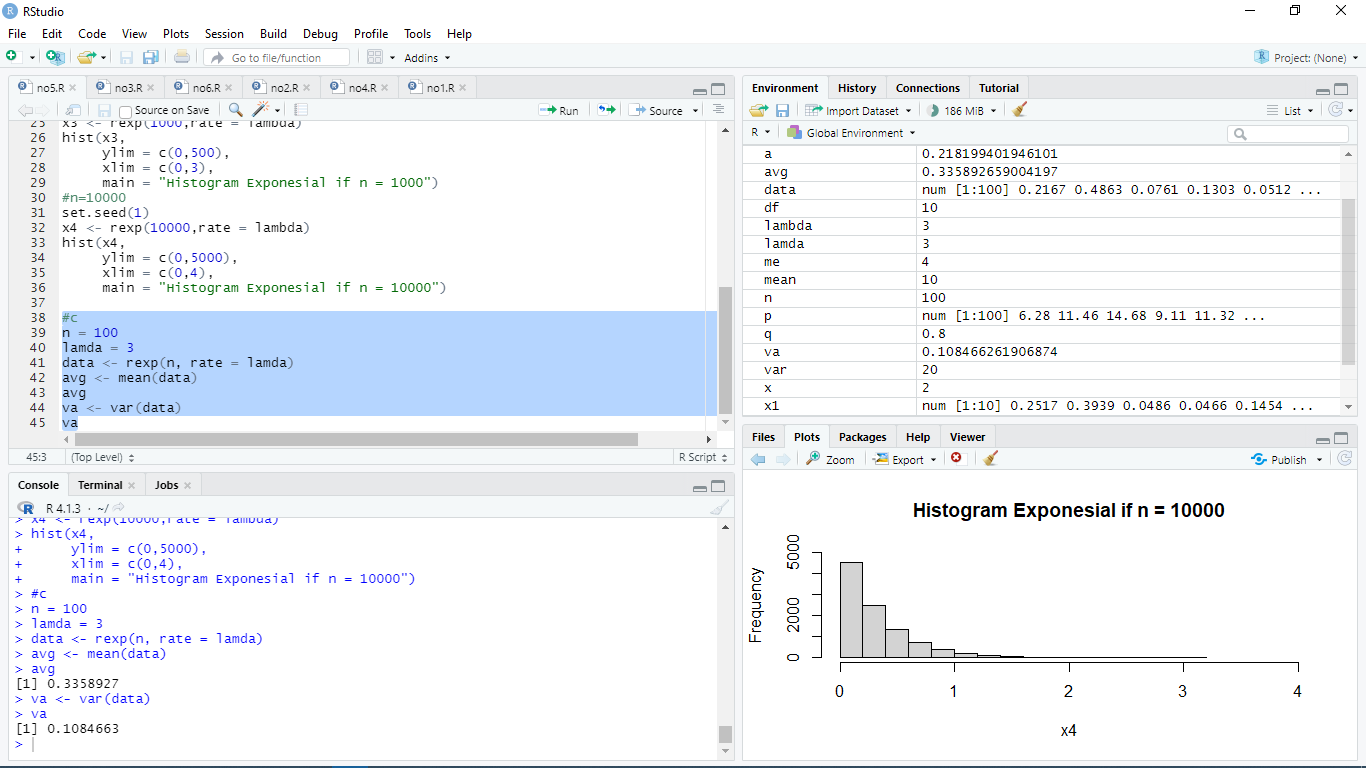 RStudio
File Edit Code View Plots Session Build Debug Profile Tools Help
Go to file/function Addins Project: (None)
no5.R no3.R no6.R no2.R no4.R no1.R
Source on Save Run Source
25 x3 <- rexp(1000,rate = lambda)
26 hist(x3,
27 ylim = c(0,500),
28 xlim = c(0,3),
29 main = "Histogram Exponesial if n = 1000")
30 #n=10000
31 set.seed(1)
32 x4 <- rexp(10000,rate = lambda)
33 hist(x4,
34 ylim = c(0,5000),
35 xlim = c(0,4),
36 main = "Histogram Exponesial if n = 10000")
37
38 #c
39 n = 100
40 lamda = 3
41 data <- rexp(n, rate = lamda)
42 avg <- mean(data)
43 avg
44 va <- var(data)
45 va
45:3 (Top Level) R Script
Console Terminal Jobs
R 4.1.3 · ~/
> x4 <- rexp(10000,rate = lambda)
> hist(x4,
+ ylim = c(0,5000),
+ xlim = c(0,4),
+ main = "Histogram Exponesial if n = 10000")
> #c
> n = 100
> lamda = 3
> data <- rexp(n, rate = lamda)
> avg <- mean(data)
> avg
[1] 0.3358927
> va <- var(data)
> va
[1] 0.1084663
>
Environment History Connections Tutorial
Import Dataset 186 MiB List
R Global Environment
a 0.218199401946101
avg 0.335892659004197
data num [1:100] 0.2167 0.4863 0.0761 0.1303 0.0512 ...
df 10
lambda 3
lamda 3
me 4
mean 10
n 100
p num [1:100] 6.28 11.46 14.68 9.11 11.32 ...
q 0.8
va 0.108466261906874
var 20
x 2
x1 num [1:10] 0.2517 0.3939 0.0486 0.0466 0.1454 ...
Files Plots Packages Help Viewer
Zoom Export Publish
Histogram Exponesial if n = 10000
Frequency
0 2000 5000
0 1 2 3 4
x4